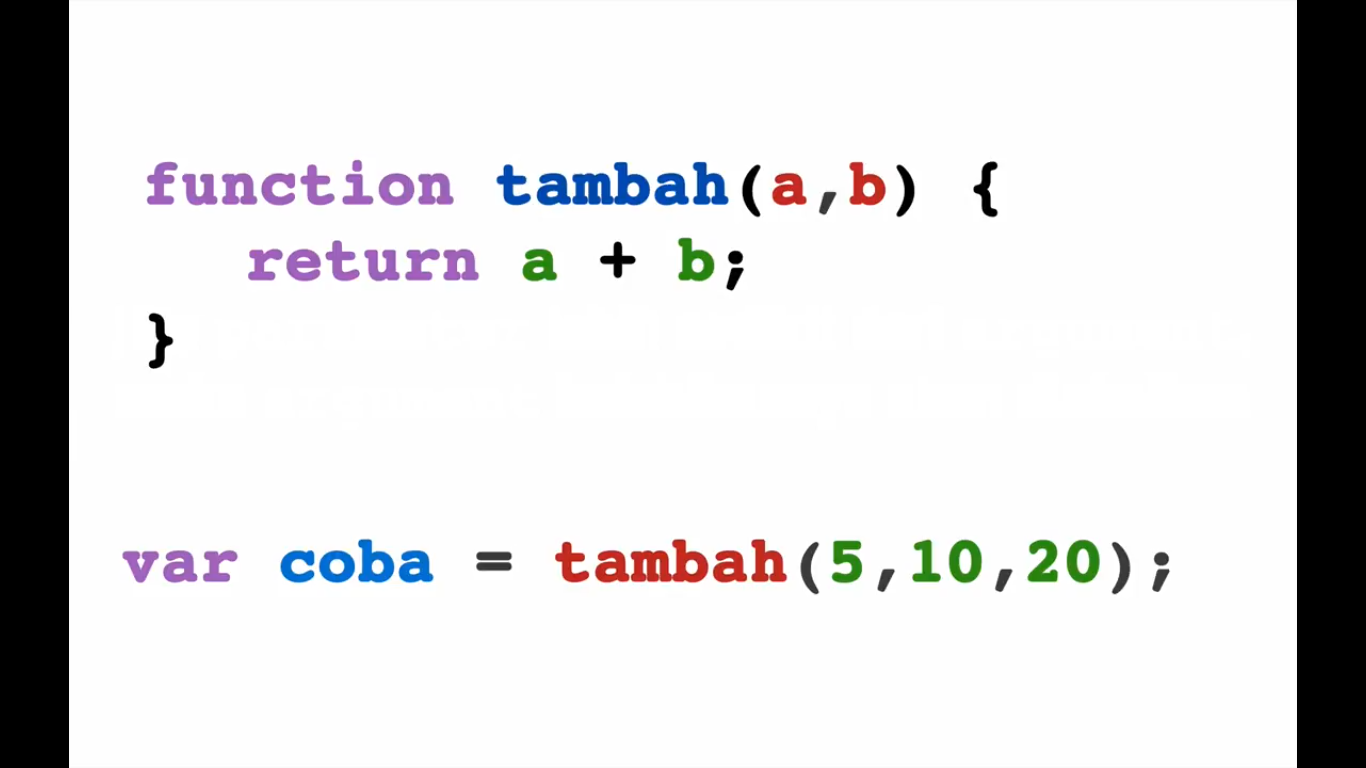 function tambah(a,b) {
return a + b;
}
var coba = tambah(5,10,20);